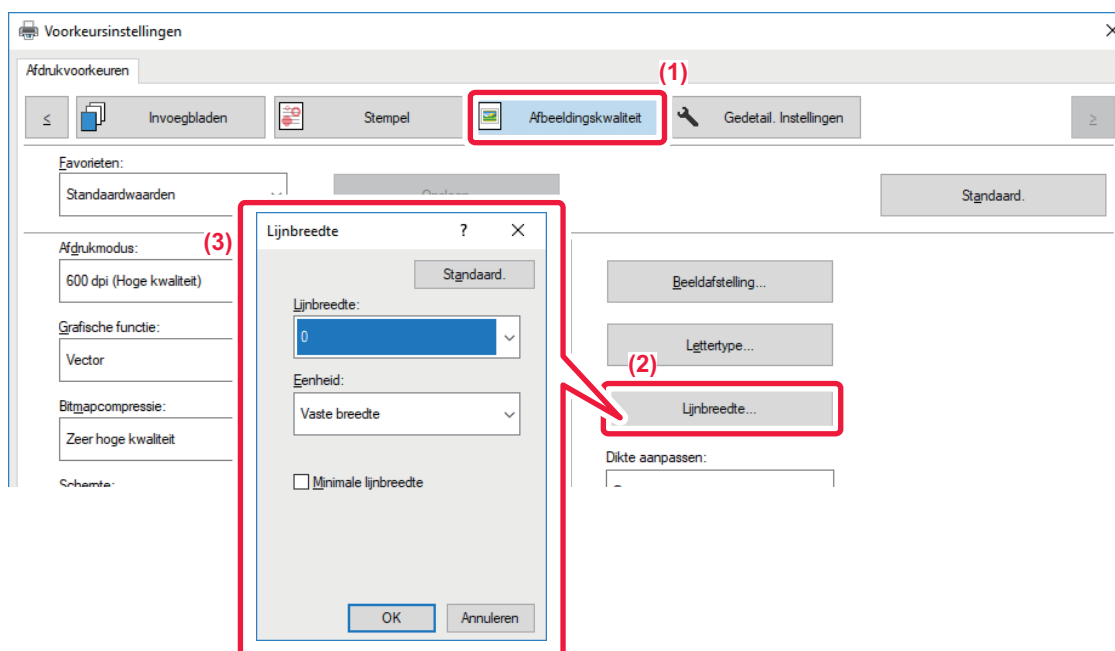 Voorkeursinstellingen
Afdrukvoorkeuren
(1)
<
Invoegbladen
Stempel
Afbeeldingskwaliteit
Gedetail. Instellingen
>
Favorieten:
Standaardwaarden
Standaard.
(3)
Lijnbreedte
?
Afdrukmodus:
600 dpi (Hoge kwaliteit)
Standaard.
Beeldafstelling...
Lijnbreedte:
0
Grafische functie:
Vector
Lettertype...
(2)
Eenheid:
Vaste breedte
Bitmapcompressie:
Zeer hoge kwaliteit
Lijnbreedte...
Dikte aanpassen:
Minimale lijnbreedte
OK
Annuleren